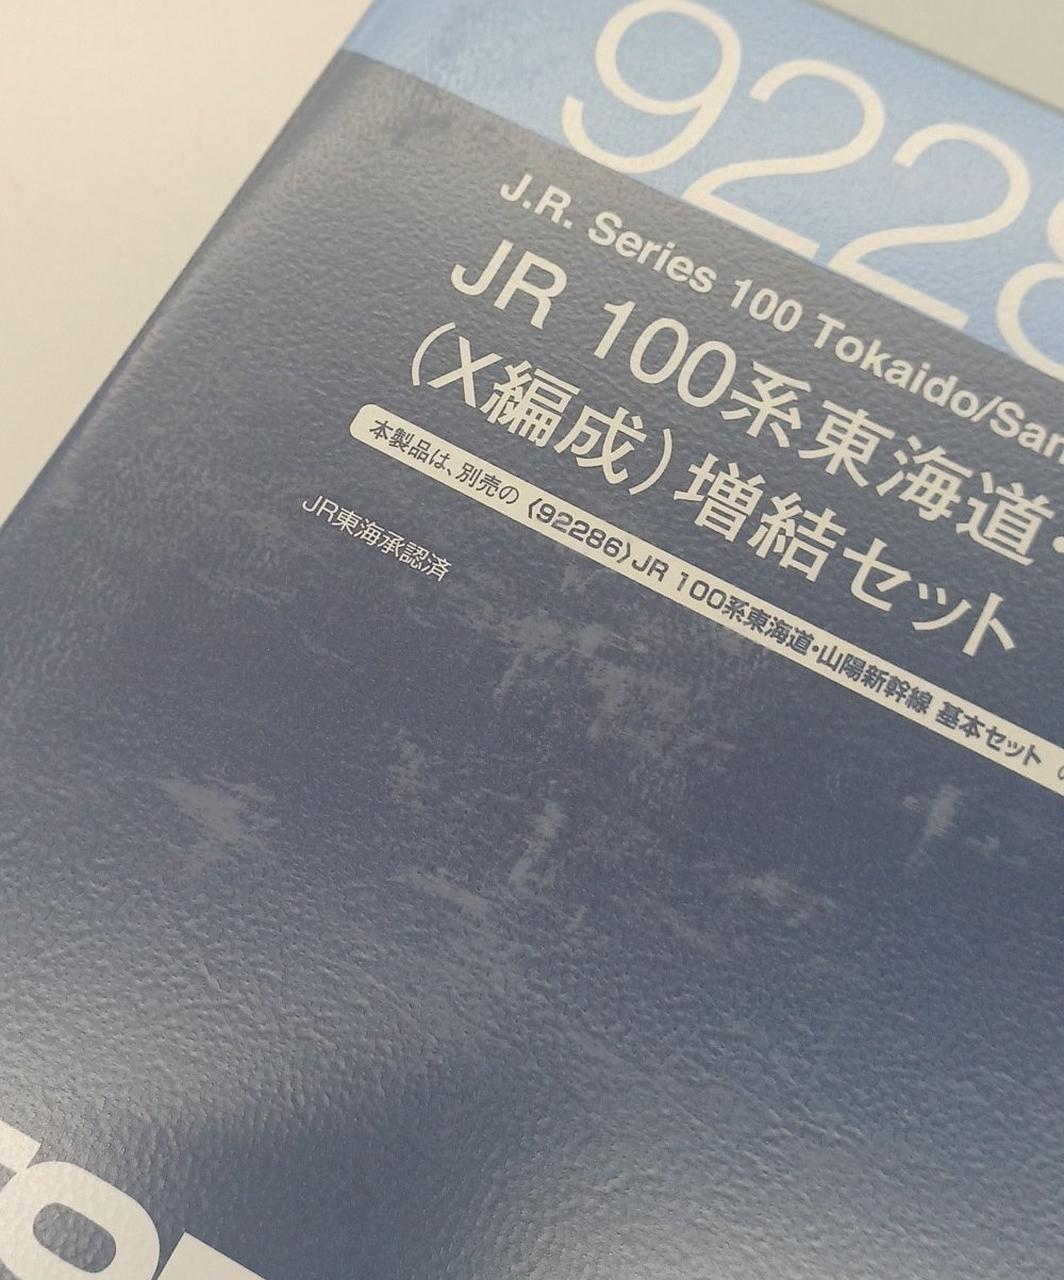 9228
J.R. Series 100 Tokaido/San
JR 100系東海道・
(X編成) 増結セット
本製品は、別売の 〈92286〉JR 100系東海道・山陽新幹線 基本セット の
JR東海承認済